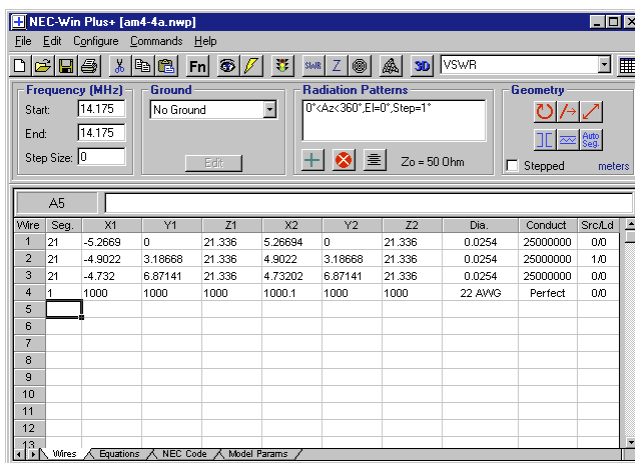 NEC-Win Plus+ [am4-4a.nwp]
File Edit Configure Commands Help
Fn SWR Z 3D VSWR
Frequency (MHz) Ground Radiation Patterns Geometry
Start: 14.175 No Ground 0°<Az<360°,El=0°,Step=1°
End: 14.175
Auto Seg.
Step Size: 0 Edit Zo = 50 Ohm Stepped meters
A5
Wire Seg. X1 Y1 Z1 X2 Y2 Z2 Dia. Conduct Src/Ld
1 21 -5.2669 0 21.336 5.26694 0 21.336 0.0254 25000000 0/0
2 21 -4.9022 3.18668 21.336 4.9022 3.18668 21.336 0.0254 25000000 1/0
3 21 -4.732 6.87141 21.336 4.73202 6.87141 21.336 0.0254 25000000 0/0
4 1 1000 1000 1000 1000.1 1000 1000 22 AWG Perfect 0/0
5
6
7
8
9
10
11
12
13
Wires Equations NEC Code Model Params